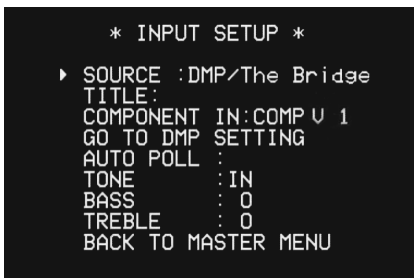 * INPUT SETUP *
SOURCE :DMP/The Bridge
TITLE:
COMPONENT IN:COMP V 1
GO TO DMP SETTING
AUTO POLL :
TONE :IN
BASS : 0
TREBLE : 0
BACK TO MASTER MENU